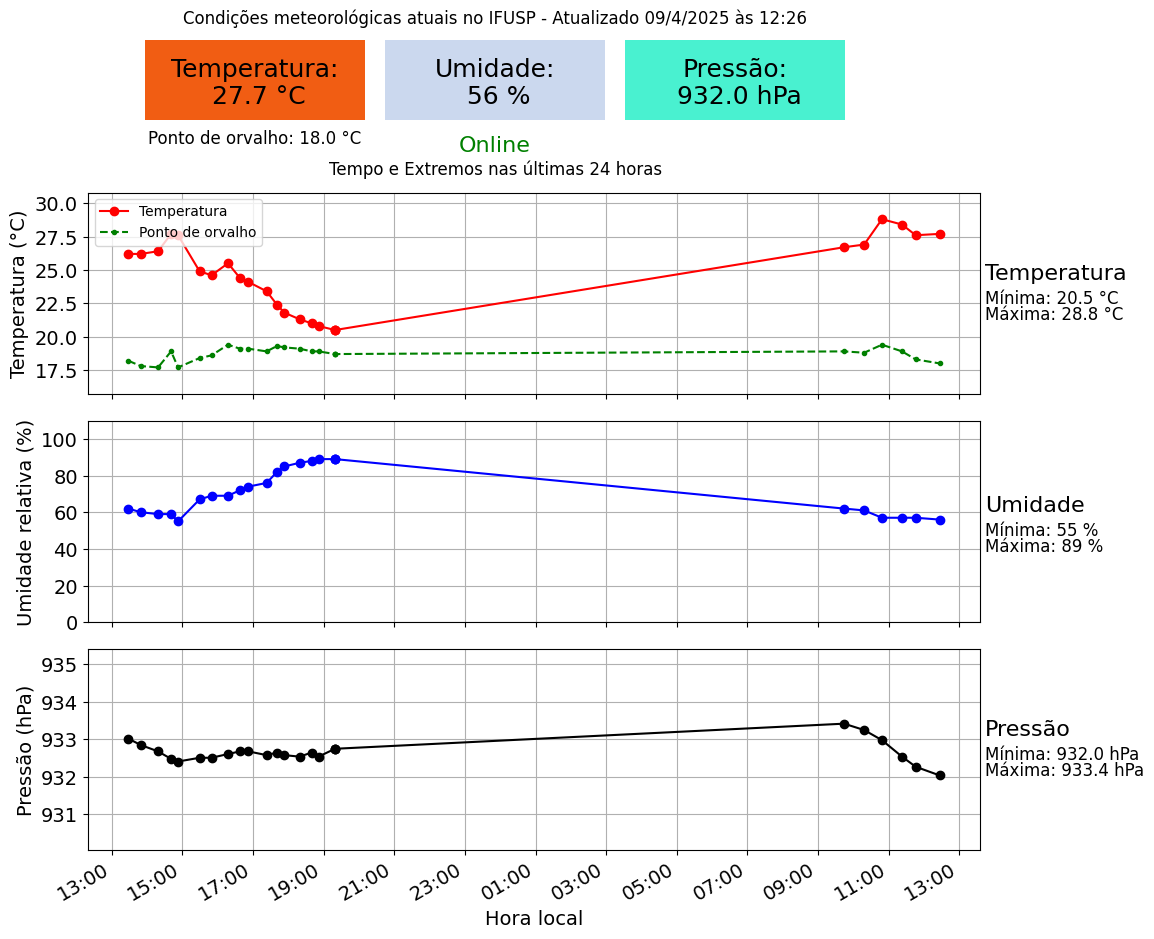 Condições meteorológicas atuais no IFUSP - Atualizado 09/4/2025 às 12:26
Temperatura:
27.7 °C
Umidade:
56 %
Pressão:
932.0 hPa
Ponto de orvalho: 18.0 °C
Online
Tempo e Extremos nas últimas 24 horas
Temperatura (°C)
30.0
27.5
25.0
22.5
20.0
17.5
Temperatura
Ponto de orvalho
Temperatura
Mínima: 20.5 °C
Máxima: 28.8 °C
Umidade relativa (%)
100
80
60
40
20
0
Umidade
Mínima: 55 %
Máxima: 89 %
Pressão (hPa)
935
934
933
932
931
Pressão
Mínima: 932.0 hPa
Máxima: 933.4 hPa
13:00 15:00 17:00 19:00 21:00 23:00 01:00 03:00 05:00 07:00 09:00 11:00 13:00
Hora local